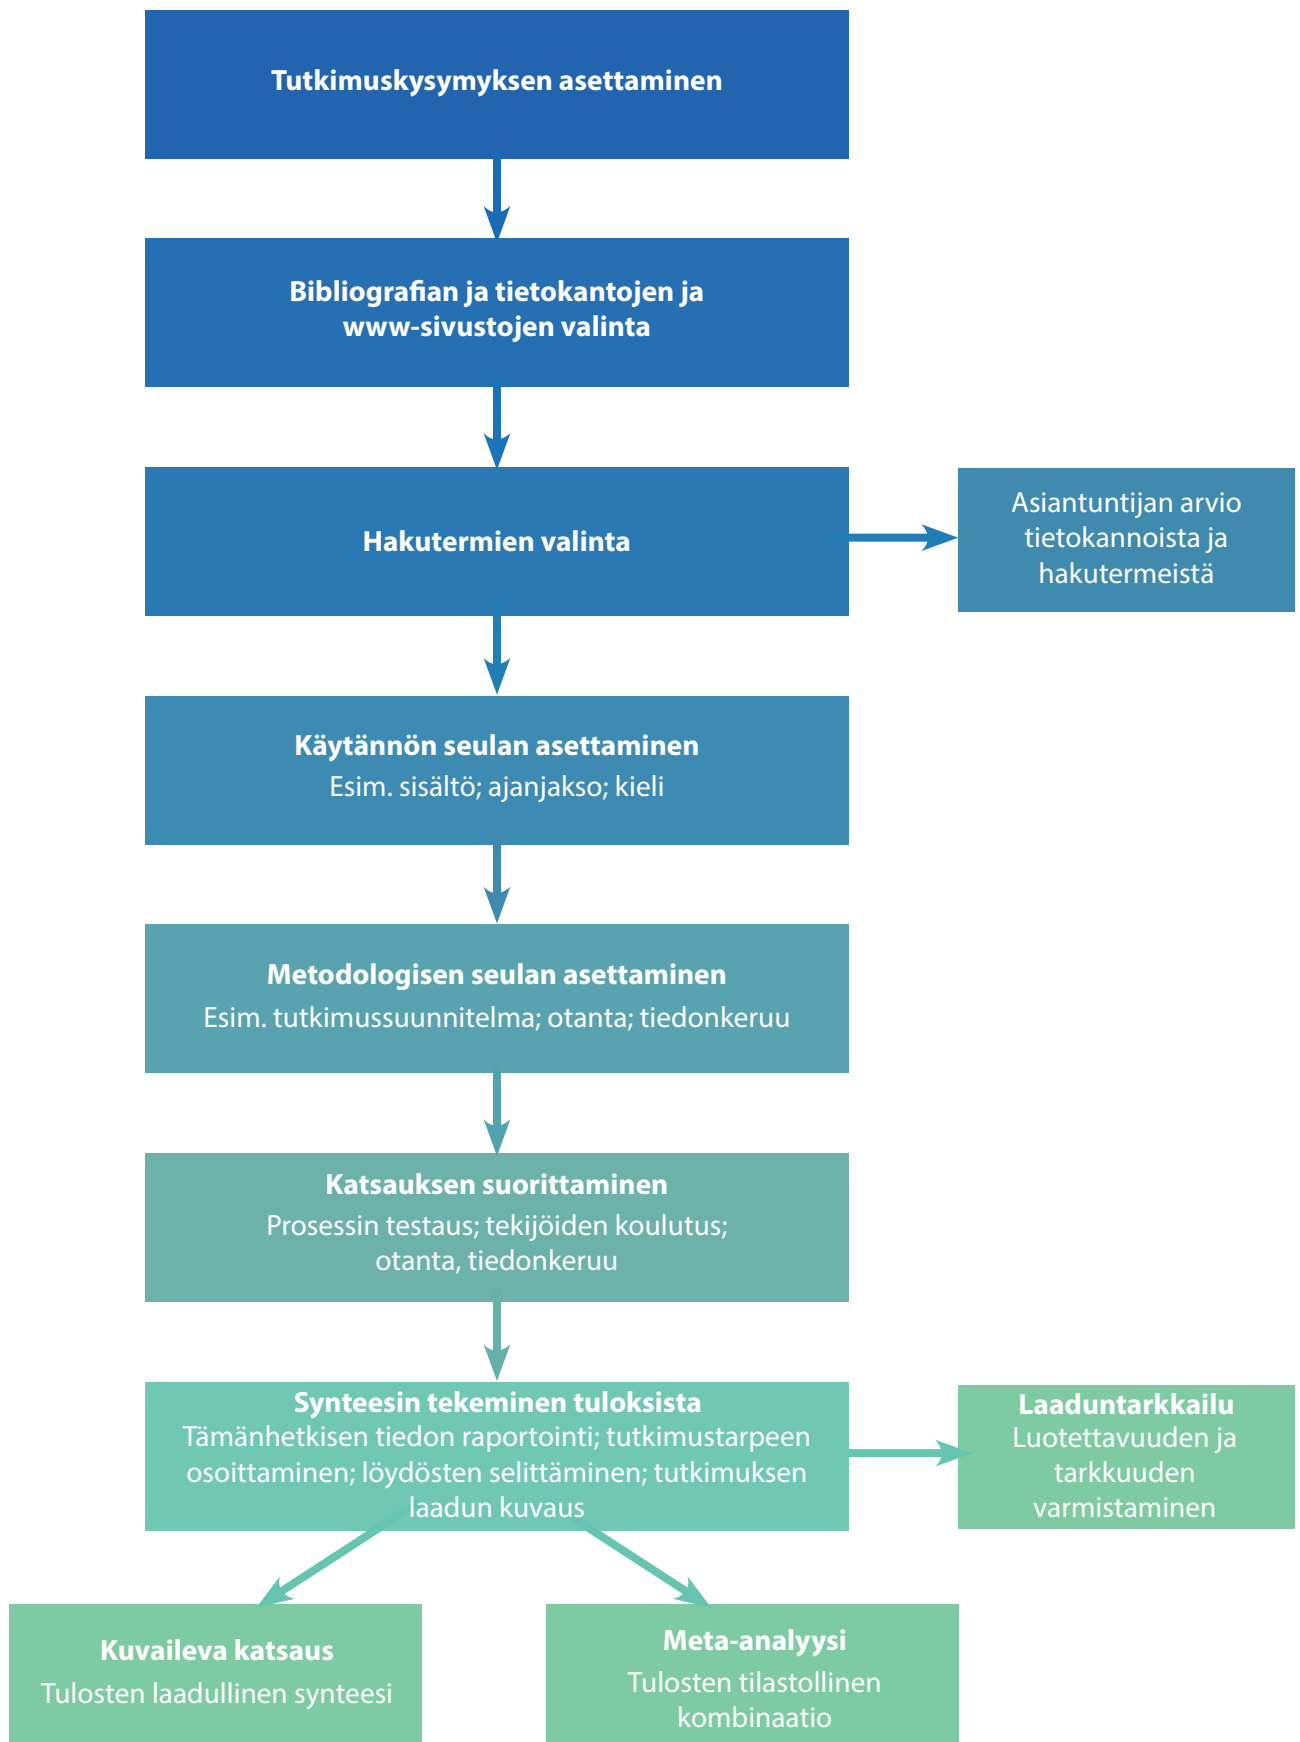 Tutkimuskysymyksen asettaminen
Bibliografian ja tietokantojen ja
www-sivustojen valinta
Hakutermien valinta
Asiantuntijan arvio
tietokannoista ja
hakutermeistä
Käytännön seulan asettaminen
Esim. sisältö; ajanjakso; kieli
Metodologisen seulan asettaminen
Esim. tutkimussuunnitelma; otanta; tiedonkeruu
Katsauksen suorittaminen
Prosessin testaus; tekijöiden koulutus;
otanta, tiedonkeruu
Synteesin tekeminen tuloksista
Tämänhetkisen tiedon raportointi; tutkimustarpeen
osoittaminen; löydösten selittäminen; tutkimuksen
laadun kuvaus
Laaduntarkkailu
Luotettavuuden ja
tarkkuuden
varmistaminen
Kuvaileva katsaus
Tulosten laadullinen synteesi
Meta-analyysi
Tulosten tilastollinen
kombinaatio